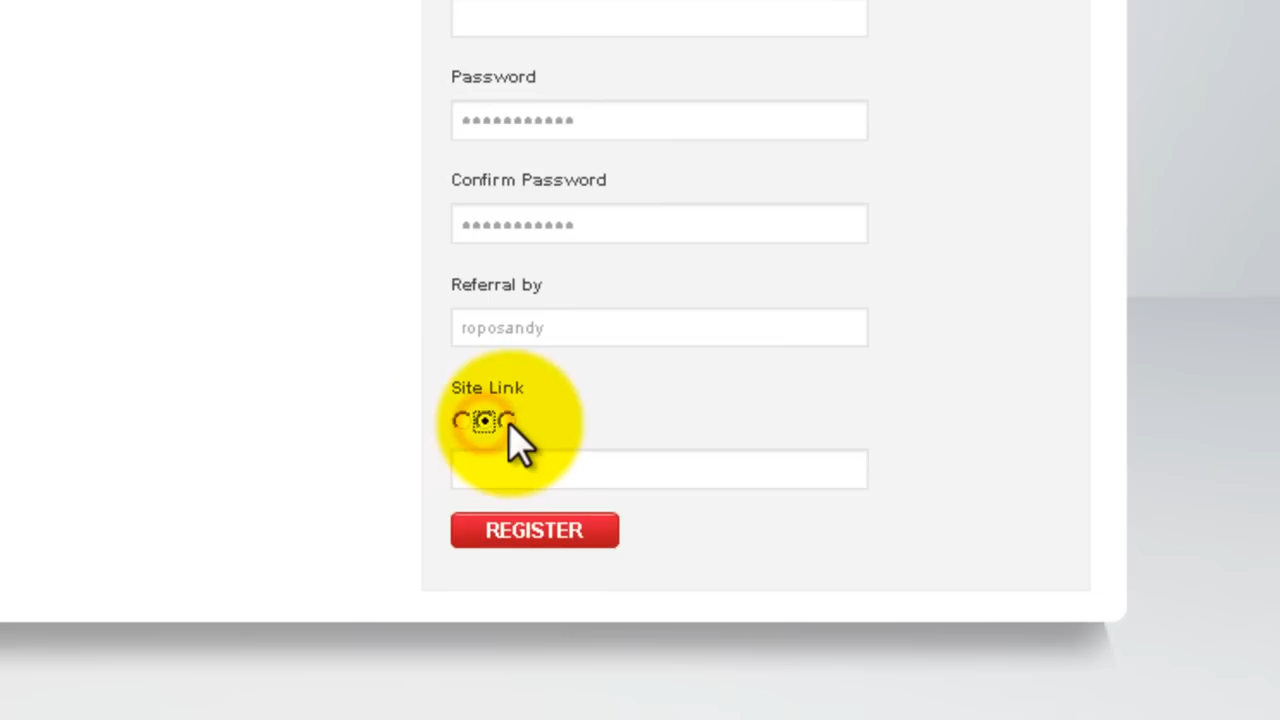 Password
•••••••••••
Confirm Password
•••••••••••
Referral by
roposandy
Site Link
REGISTER